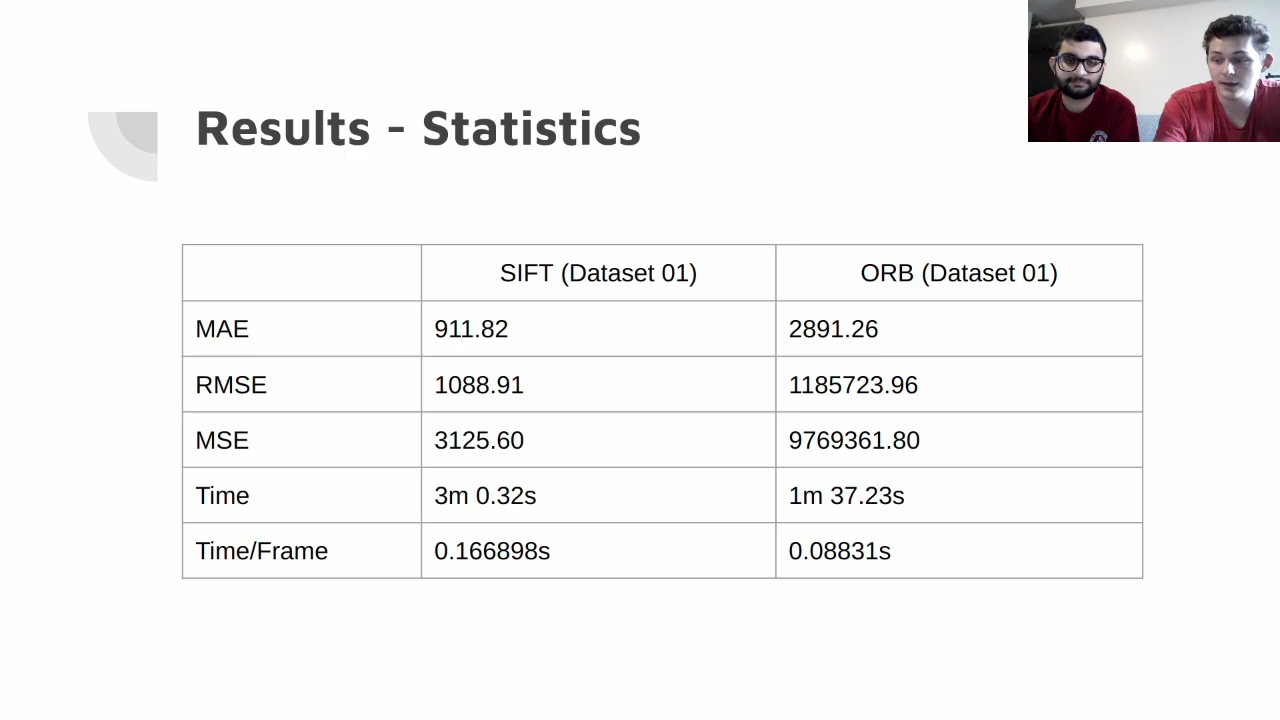 Results - Statistics
SIFT (Dataset 01) ORB (Dataset 01)
MAE 911.82 2891.26
RMSE 1088.91 1185723.96
MSE 3125.60 9769361.80
Time 3m 0.32s 1m 37.23s
Time/Frame 0.166898s 0.08831s